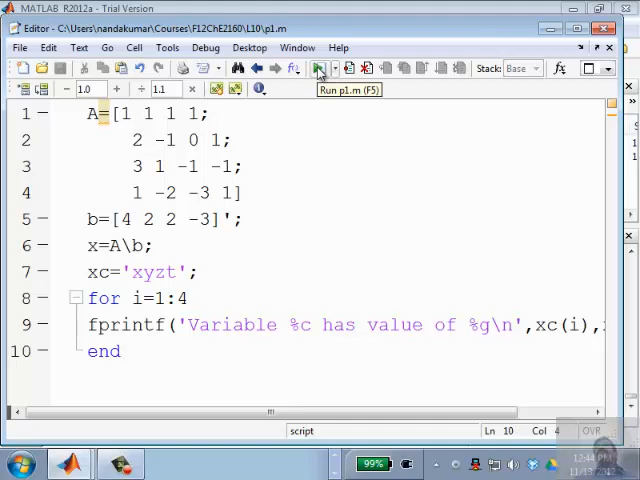 MATLAB R2012a - Trial Version
Editor - C:\Users\nandakumar\Courses\F12ChE2160\L10\p1.m
File Edit Text Go Cell Tools Debug Desktop Window Help
Stack: Base fx
− 1.0 + ÷ 1.1 ×
Run p1.m (F5)
1 A=[1 1 1 1;
2 2 -1 0 1;
3 3 1 -1 -1;
4 1 -2 -3 1]
5 b=[4 2 2 -3]';
6 x=A\b;
7 xc='xyzt';
8 for i=1:4
9 fprintf('Variable %c has value of %g\n',xc(i),x
10 end
script Ln 10 Col 4 OVR
99% 12:44 PM
11/13/2012